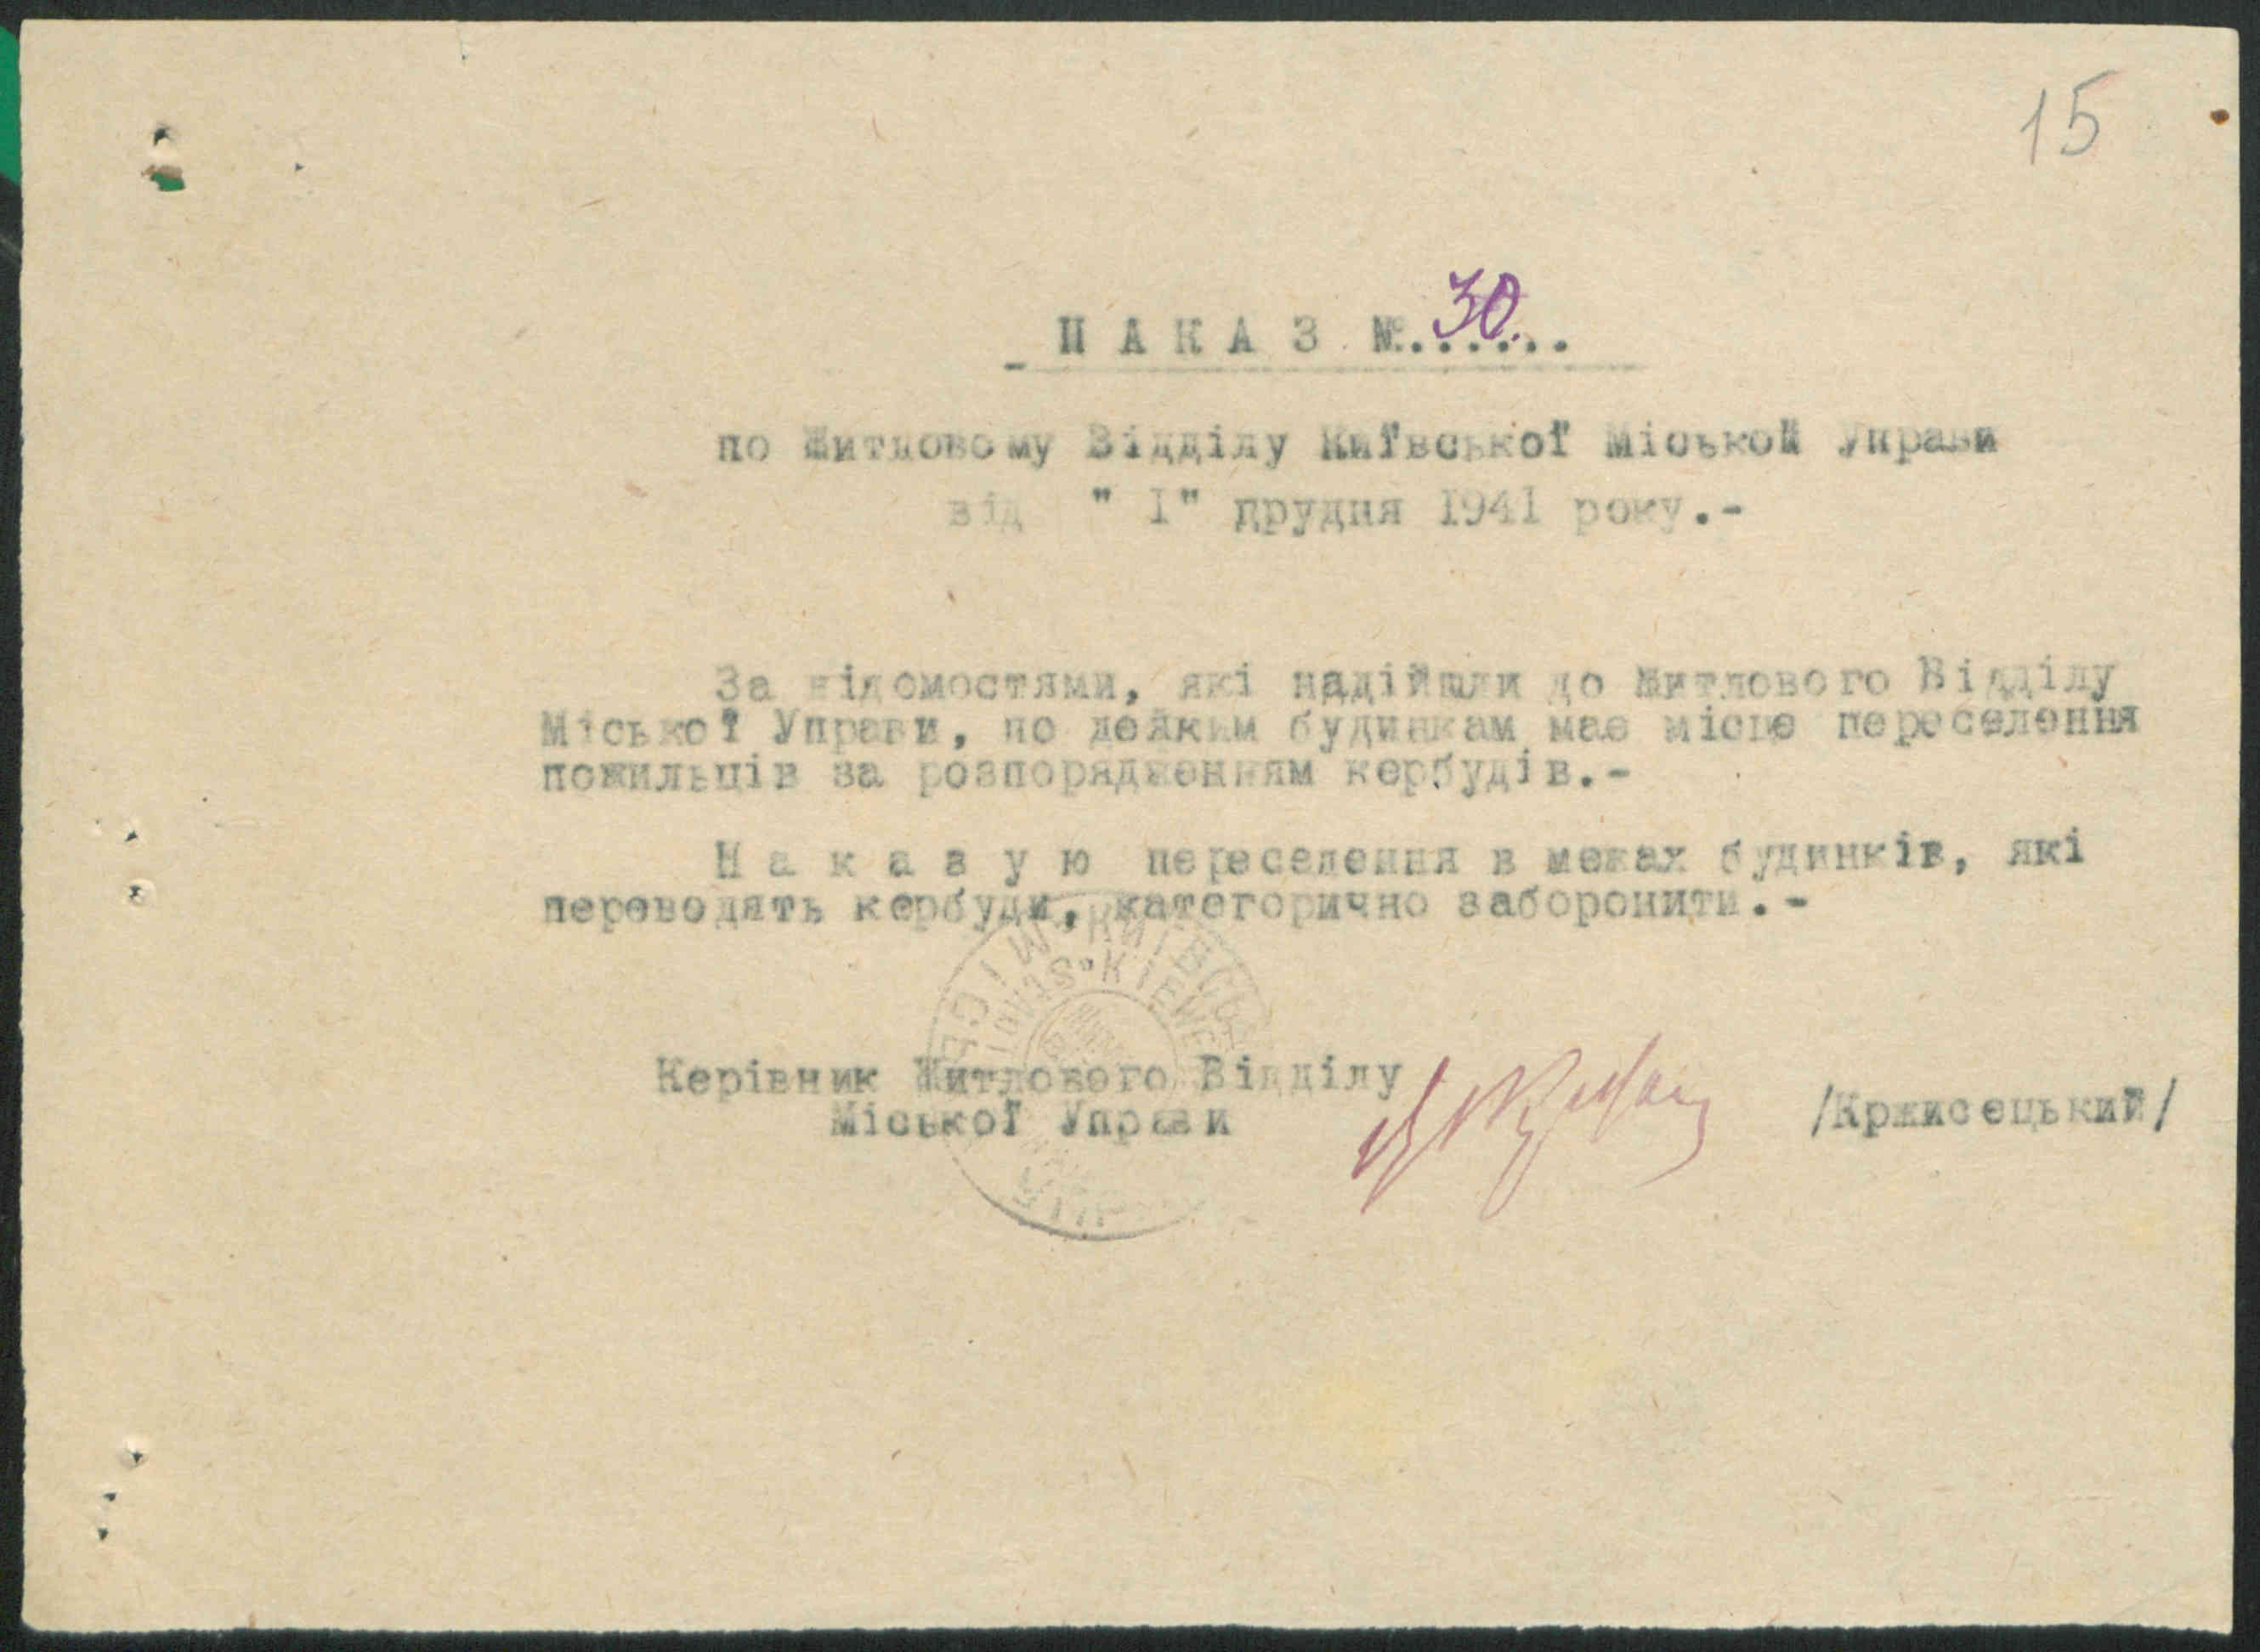 15
НАКАЗ №.30.....
по Житловому Відділу Київської Міської Управи
від " I" грудня 1941 року.-
За відомостями, які надійшли до Житлового Відділу
Міської Управи, по деяким будинкам має місце переселення
пожильців за розпорядженням кербудів.-
Наказую переселення в межах будинків, які
переводять кербуди, категорично заборонити.-
Керівник Житлового Відділу
Міської Управи
/Кржисецький/